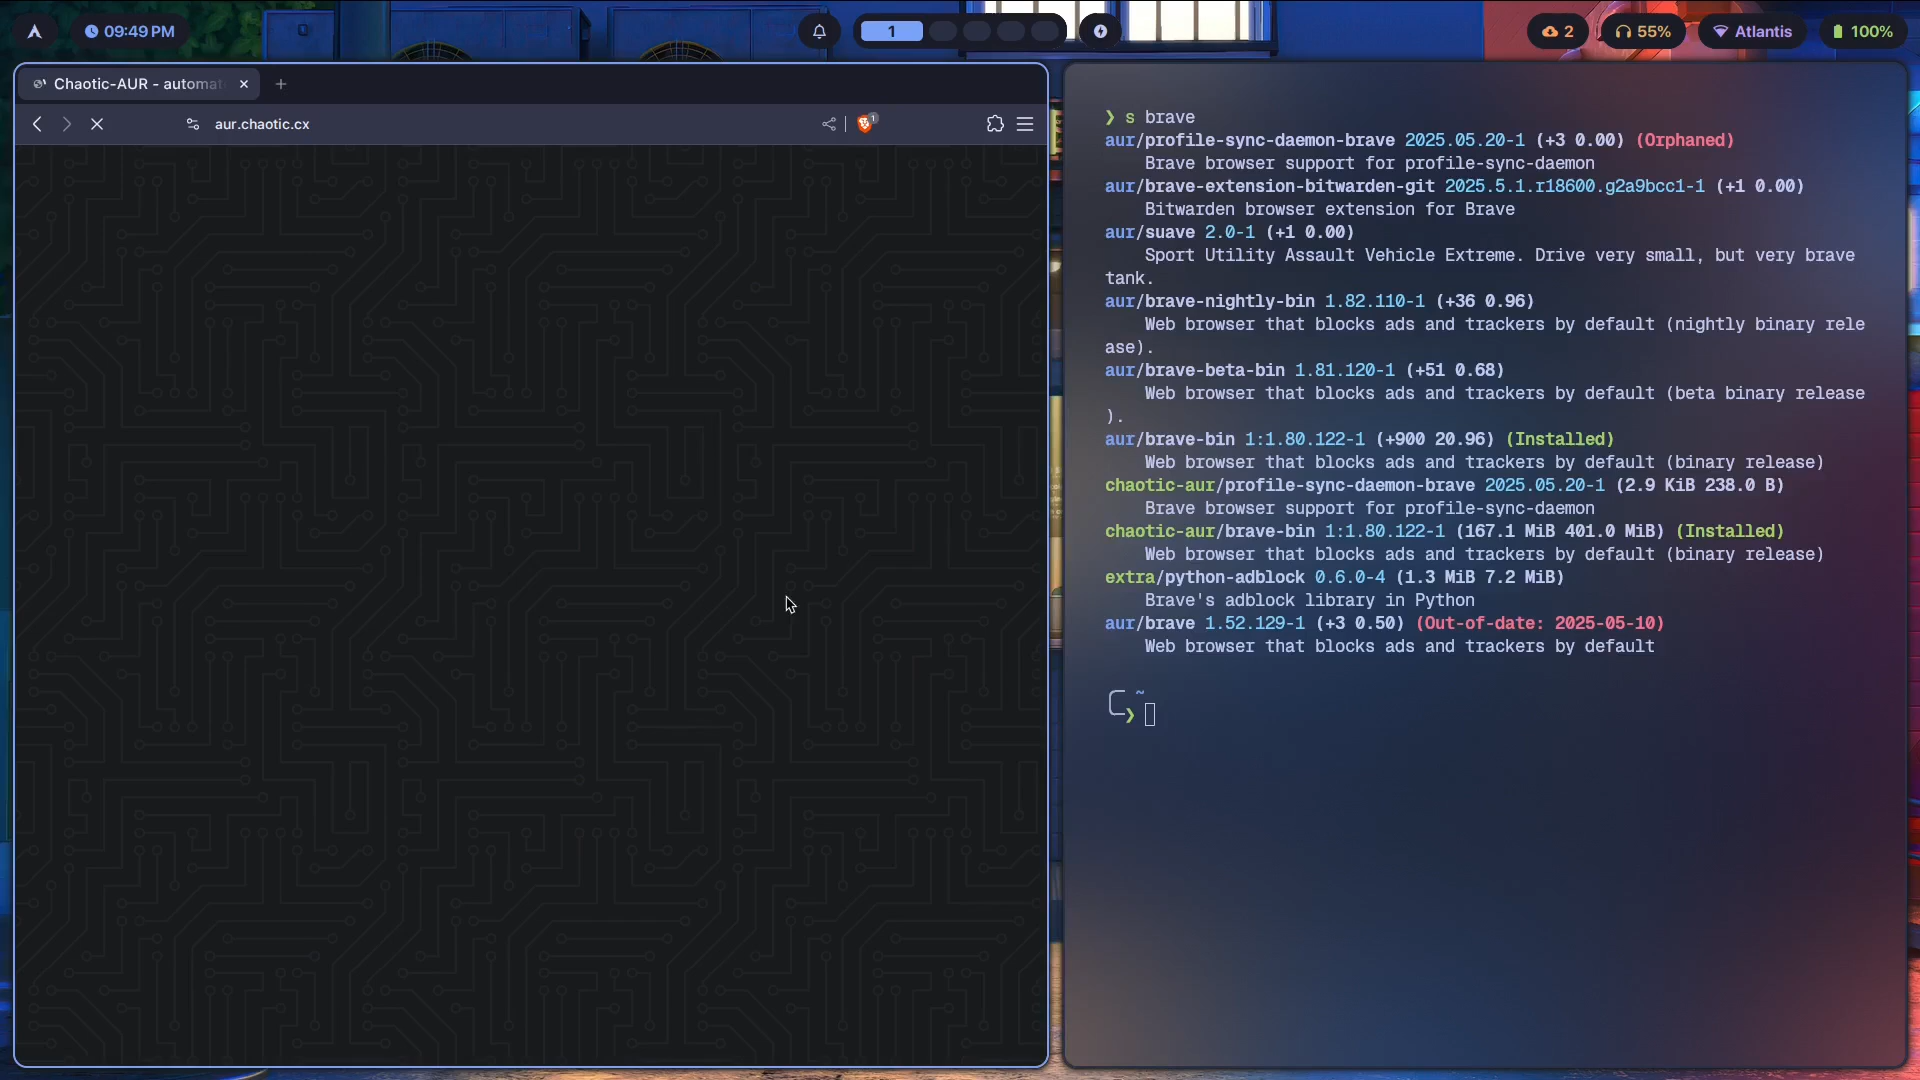 09:49 PM
1
2
55%
Atlantis
100%
Chaotic-AUR - automat
aur.chaotic.cx
1
❯ s brave
aur/profile-sync-daemon-brave 2025.05.20-1 (+3 0.00) (Orphaned)
Brave browser support for profile-sync-daemon
aur/brave-extension-bitwarden-git 2025.5.1.r18600.g2a9bcc1-1 (+1 0.00)
Bitwarden browser extension for Brave
aur/suave 2.0-1 (+1 0.00)
Sport Utility Assault Vehicle Extreme. Drive very small, but very brave
tank.
aur/brave-nightly-bin 1.82.110-1 (+36 0.96)
Web browser that blocks ads and trackers by default (nightly binary rele
ase).
aur/brave-beta-bin 1.81.120-1 (+51 0.68)
Web browser that blocks ads and trackers by default (beta binary release
).
aur/brave-bin 1:1.80.122-1 (+900 20.96) (Installed)
Web browser that blocks ads and trackers by default (binary release)
chaotic-aur/profile-sync-daemon-brave 2025.05.20-1 (2.9 KiB 238.0 B)
Brave browser support for profile-sync-daemon
chaotic-aur/brave-bin 1:1.80.122-1 (167.1 MiB 401.0 MiB) (Installed)
Web browser that blocks ads and trackers by default (binary release)
extra/python-adblock 0.6.0-4 (1.3 MiB 7.2 MiB)
Brave's adblock library in Python
aur/brave 1.52.129-1 (+3 0.50) (Out-of-date: 2025-05-10)
Web browser that blocks ads and trackers by default
~
❯